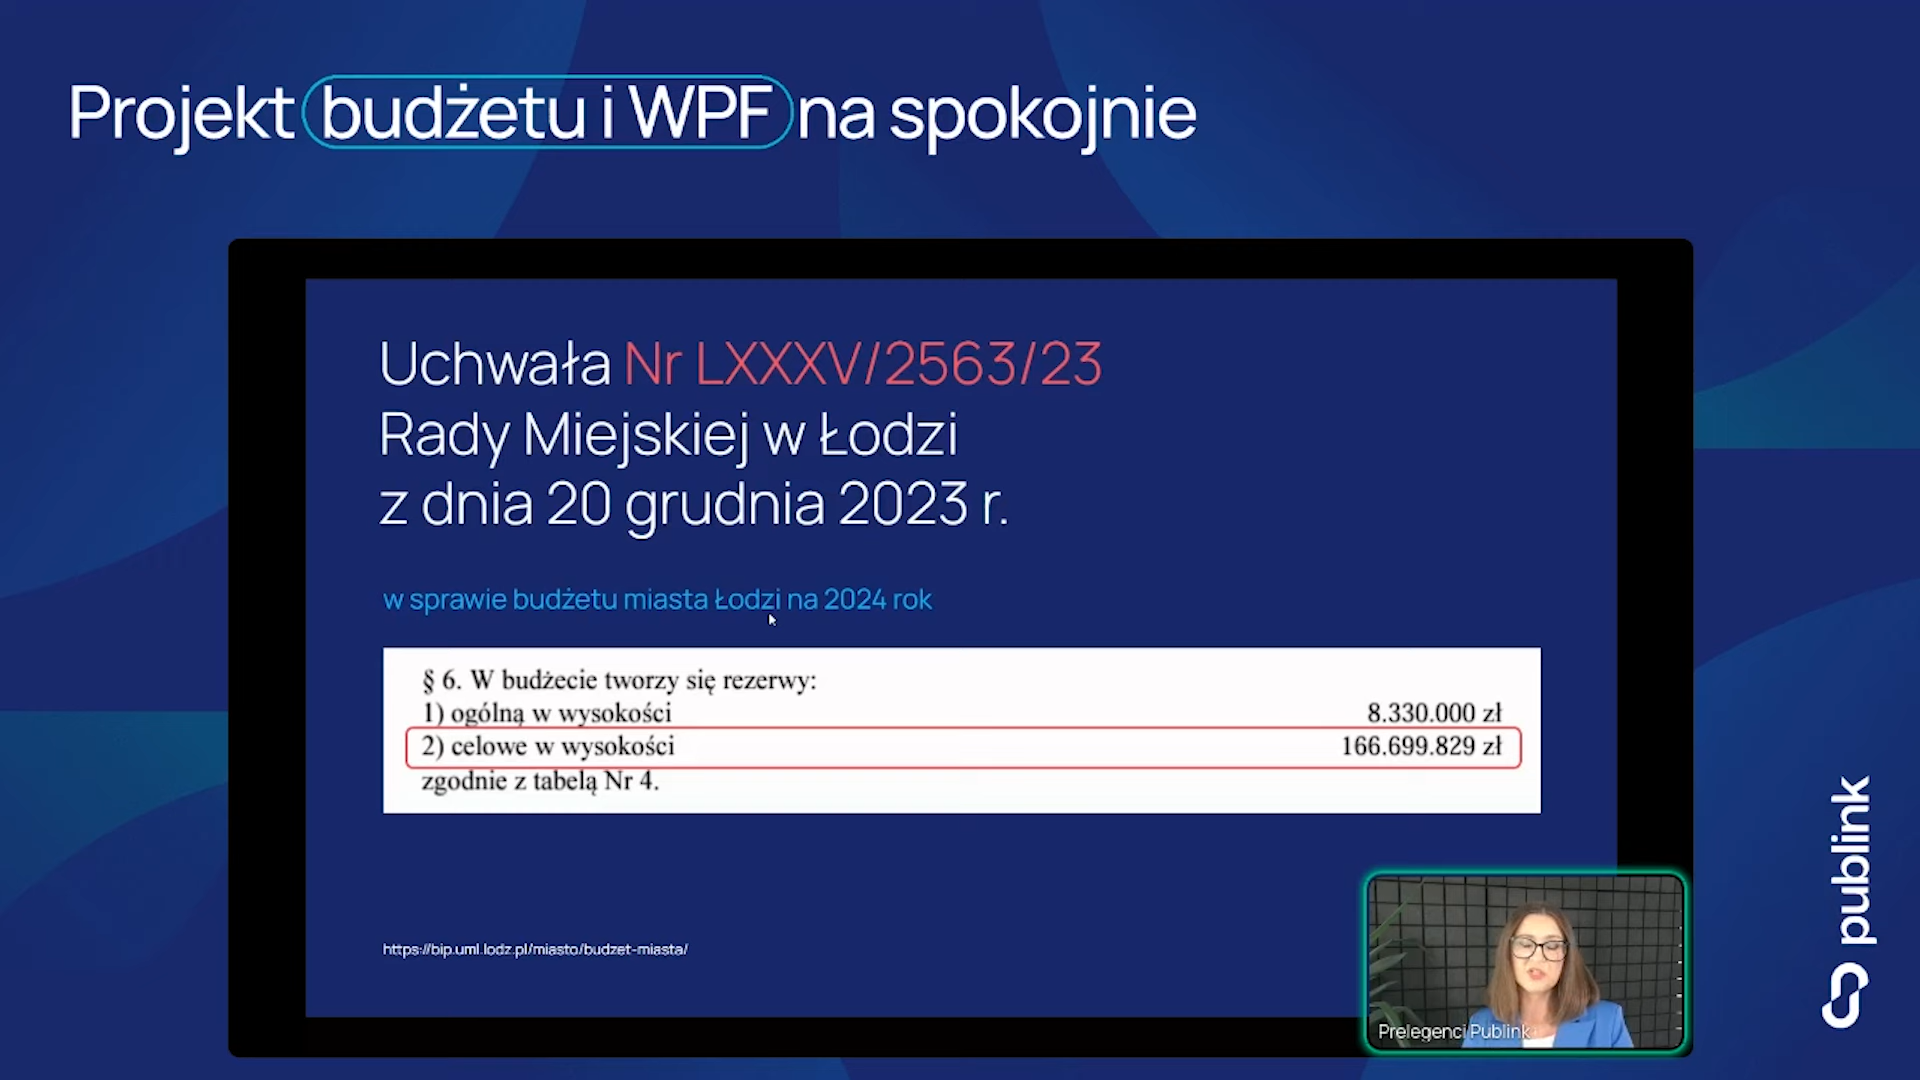 Projekt budżetu i WPF na spokojnie
Uchwała Nr LXXXV/2563/23
Rady Miejskiej w Łodzi
z dnia 20 grudnia 2023 r.
w sprawie budżetu miasta Łodzi na 2024 rok
§ 6. W budżecie tworzy się rezerwy:
1) ogólną w wysokości 8.330.000 zł
2) celowe w wysokości 166.699.829 zł
zgodnie z tabelą Nr 4.
https://bip.uml.lodz.pl/miasto/budzet-miasta/
Prelegenci Publink
publink